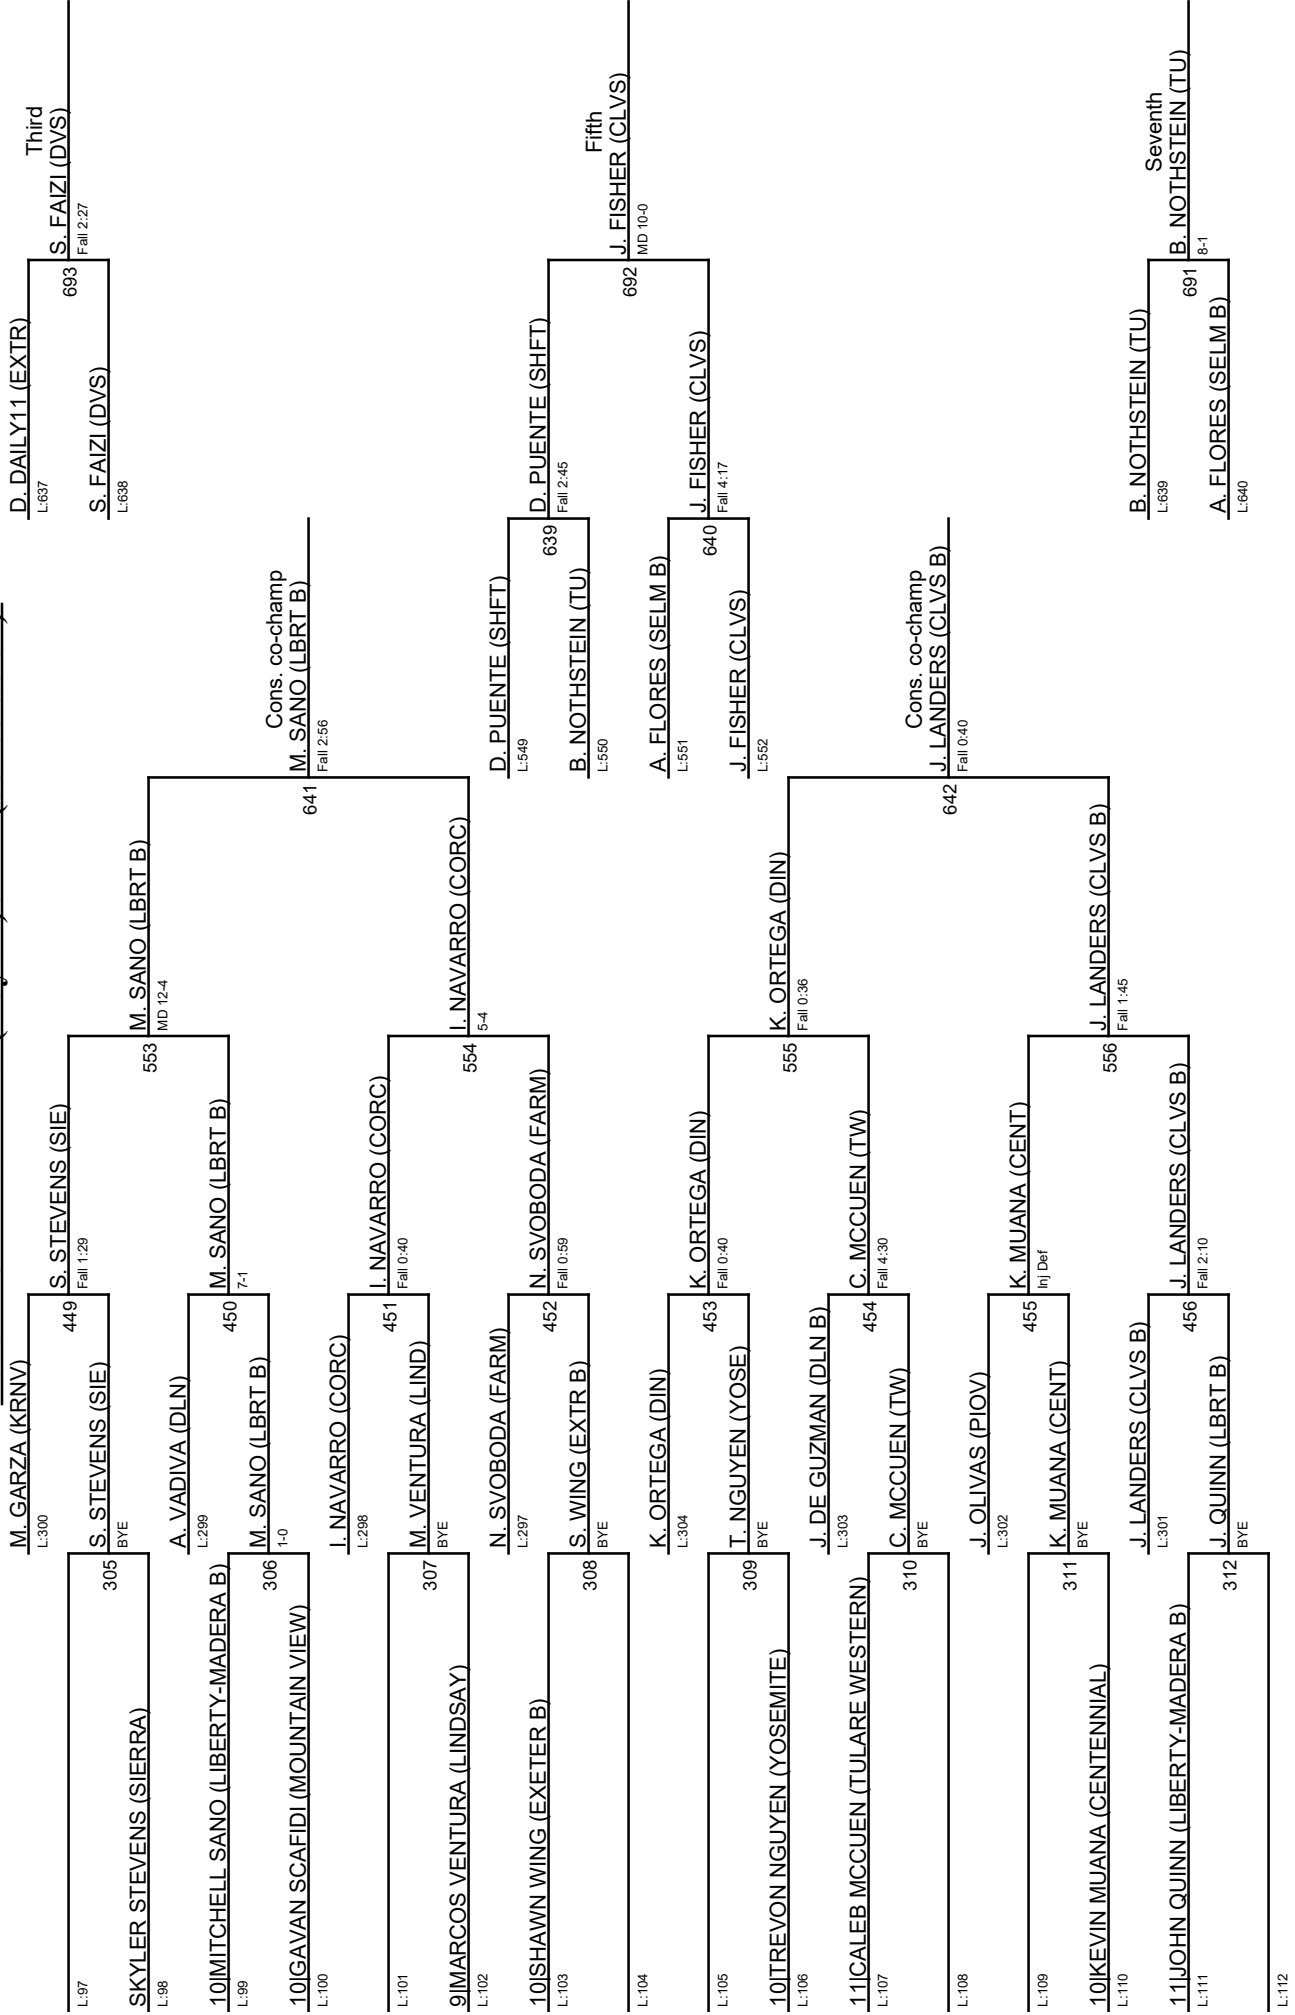 L:97
SKYLER STEVENS (SIERRA)
L:98
10|MITCHELL SANO (LIBERTY-MADERA B)
L:99
10|GAVAN SCAFIDI (MOUNTAIN VIEW)
L:100
L:101
9|MARCOS VENTURA (LINDSAY)
L:102
10|SHAWN WING (EXETER B)
L:103
L:104
L:105
10|TREVON NGUYEN (YOSEMITE)
L:106
11|CALEB MCCUEN (TULARE WESTERN)
L:107
L:108
L:109
10|KEVIN MUANA (CENTENNIAL)
L:110
11|JOHN QUINN (LIBERTY-MADERA B)
L:111
L:112
305
306
307
308
309
310
311
312
M. GARZA (KRNV)
L:300
S. STEVENS (SIE)
BYE
A. VADIVA (DLN)
L:299
M. SANO (LBRT B)
1-0
I. NAVARRO (CORC)
L:298
M. VENTURA (LIND)
BYE
N. SVOBODA (FARM)
L:297
S. WING (EXTR B)
BYE
K. ORTEGA (DIN)
L:304
T. NGUYEN (YOSE)
BYE
J. DE GUZMAN (DLN B)
L:303
C. MCCUEN (TW)
BYE
J. OLIVAS (PIOV)
L:302
K. MUANA (CENT)
BYE
J. LANDERS (CLVS B)
L:301
J. QUINN (LBRT B)
BYE
449
450
451
452
453
454
455
456
S. STEVENS (SIE)
Fall 1:29
M. SANO (LBRT B)
7-1
I. NAVARRO (CORC)
Fall 0:40
N. SVOBODA (FARM)
Fall 0:59
K. ORTEGA (DIN)
Fall 0:40
C. MCCUEN (TW)
Fall 4:30
K. MUANA (CENT)
Inj Def
J. LANDERS (CLVS B)
Fall 2:10
553
554
555
556
M. SANO (LBRT B)
MD 12-4
I. NAVARRO (CORC)
5-4
K. ORTEGA (DIN)
Fall 0:36
J. LANDERS (CLVS B)
Fall 1:45
641
642
Cons. co-champ
M. SANO (LBRT B)
Fall 2:56
D. PUENTE (SHFT)
L:549
B. NOTHSTEIN (TU)
L:550
A. FLORES (SELM B)
L:551
J. FISHER (CLVS)
L:552
Cons. co-champ
J. LANDERS (CLVS B)
Fall 0:40
639
640
D. DAILY11 (EXTR)
L:637
S. FAIZI (DVS)
L:638
D. PUENTE (SHFT)
Fall 2:45
J. FISHER (CLVS)
Fall 4:17
B. NOTHSTEIN (TU)
L:639
A. FLORES (SELM B)
L:640
693
692
691
Third
S. FAIZI (DVS)
Fall 2:27
Fifth
J. FISHER (CLVS)
MD 10-0
Seventh
B. NOTHSTEIN (TU)
8-1